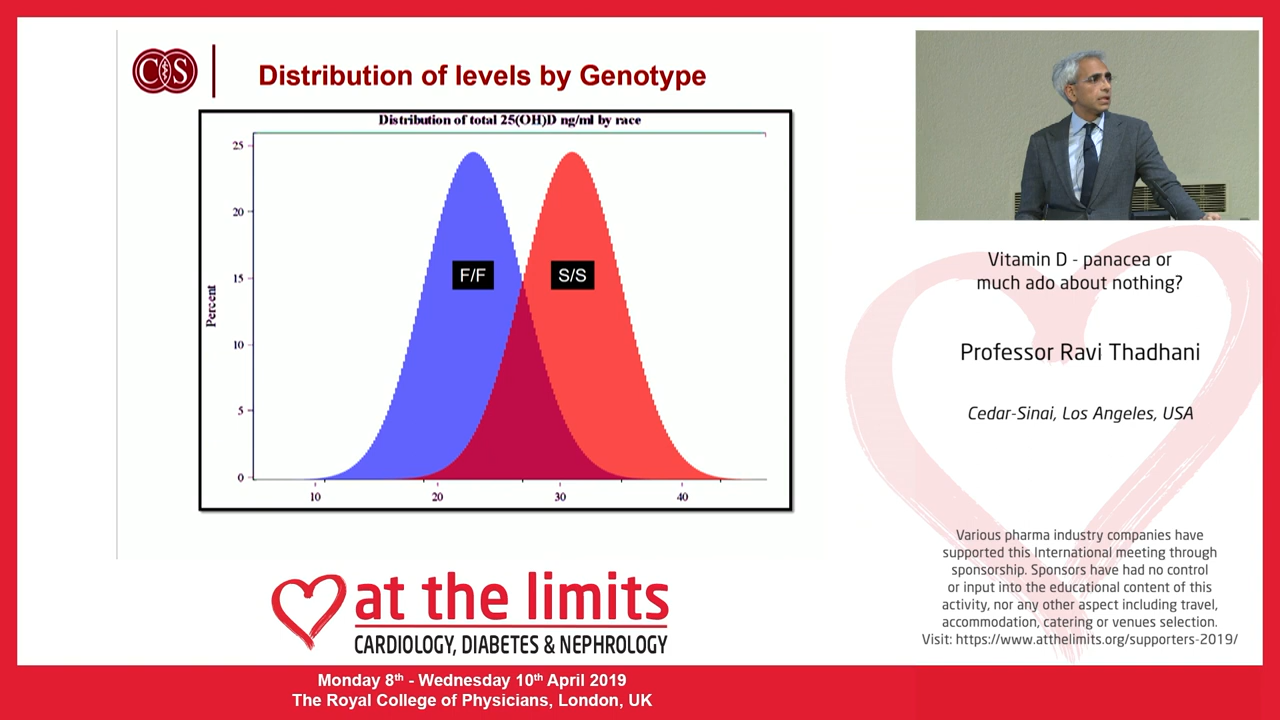 CS
Distribution of levels by Genotype
Distribution of total 25(OH)D ng/ml by race
25
20
15
10
5
0
Percent
F/F
S/S
10
20
30
40
at the limits
CARDIOLOGY, DIABETES & NEPHROLOGY
Monday 8th - Wednesday 10th April 2019
The Royal College of Physicians, London, UK
Vitamin D - panacea or
much ado about nothing?
Professor Ravi Thadhani
Cedar-Sinai, Los Angeles, USA
Various pharma industry companies have
supported this International meeting through
sponsorship. Sponsors have had no control
or input into the educational content of this
activity, nor any other aspect including travel,
accommodation, catering or venues selection.
Visit: https://www.atthelimits.org/supporters-2019/